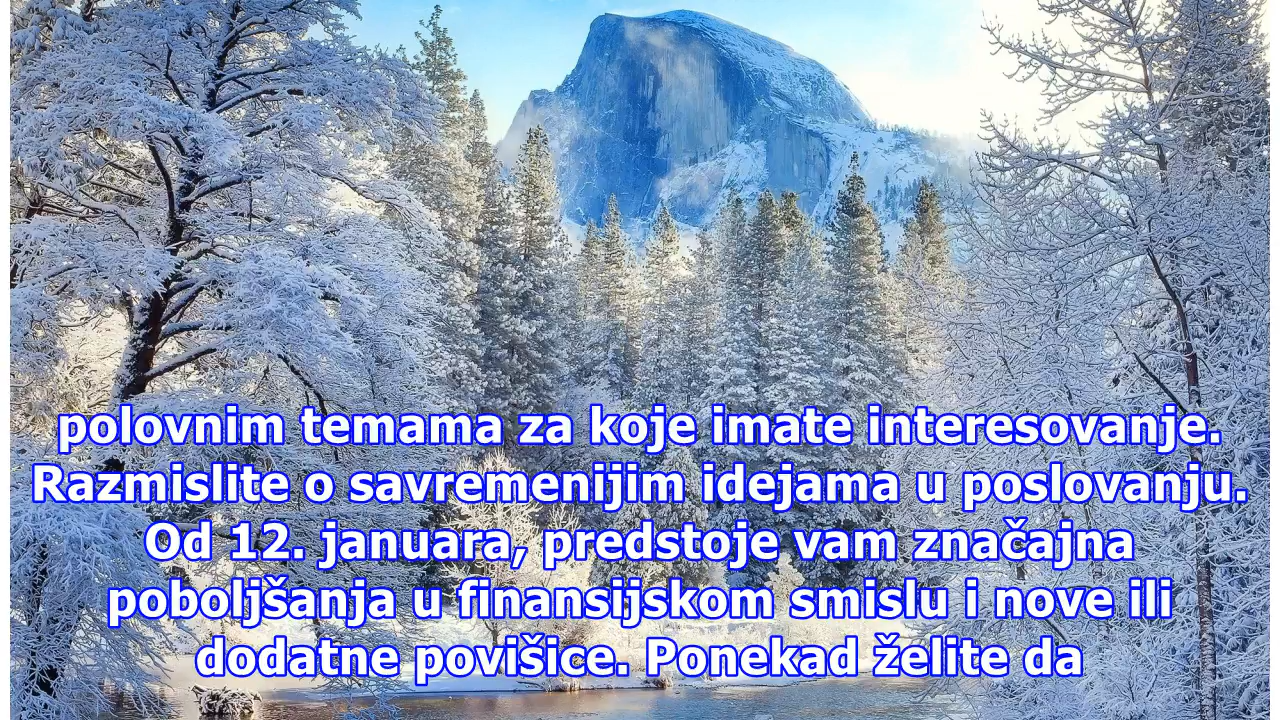 polovnim temama za koje imate interesovanje.
Razmislite o savremenijim idejama u poslovanju.
Od 12. januara, predstoje vam značajna
poboljšanja u finansijskom smislu i nove ili
dodatne povišice. Ponekad želite da